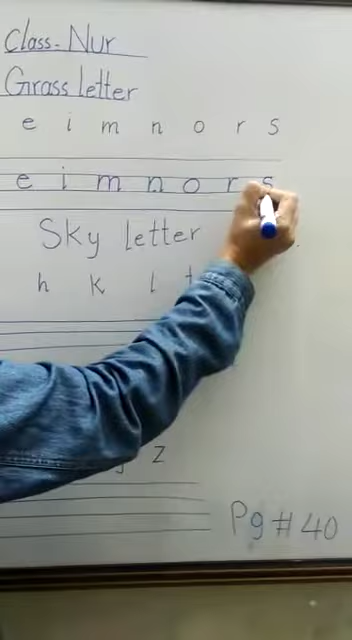 Class-Nur
Grass letter
e i m n o r s
e i m n o r s
Sky letter
h k l t
z
Pg # 40